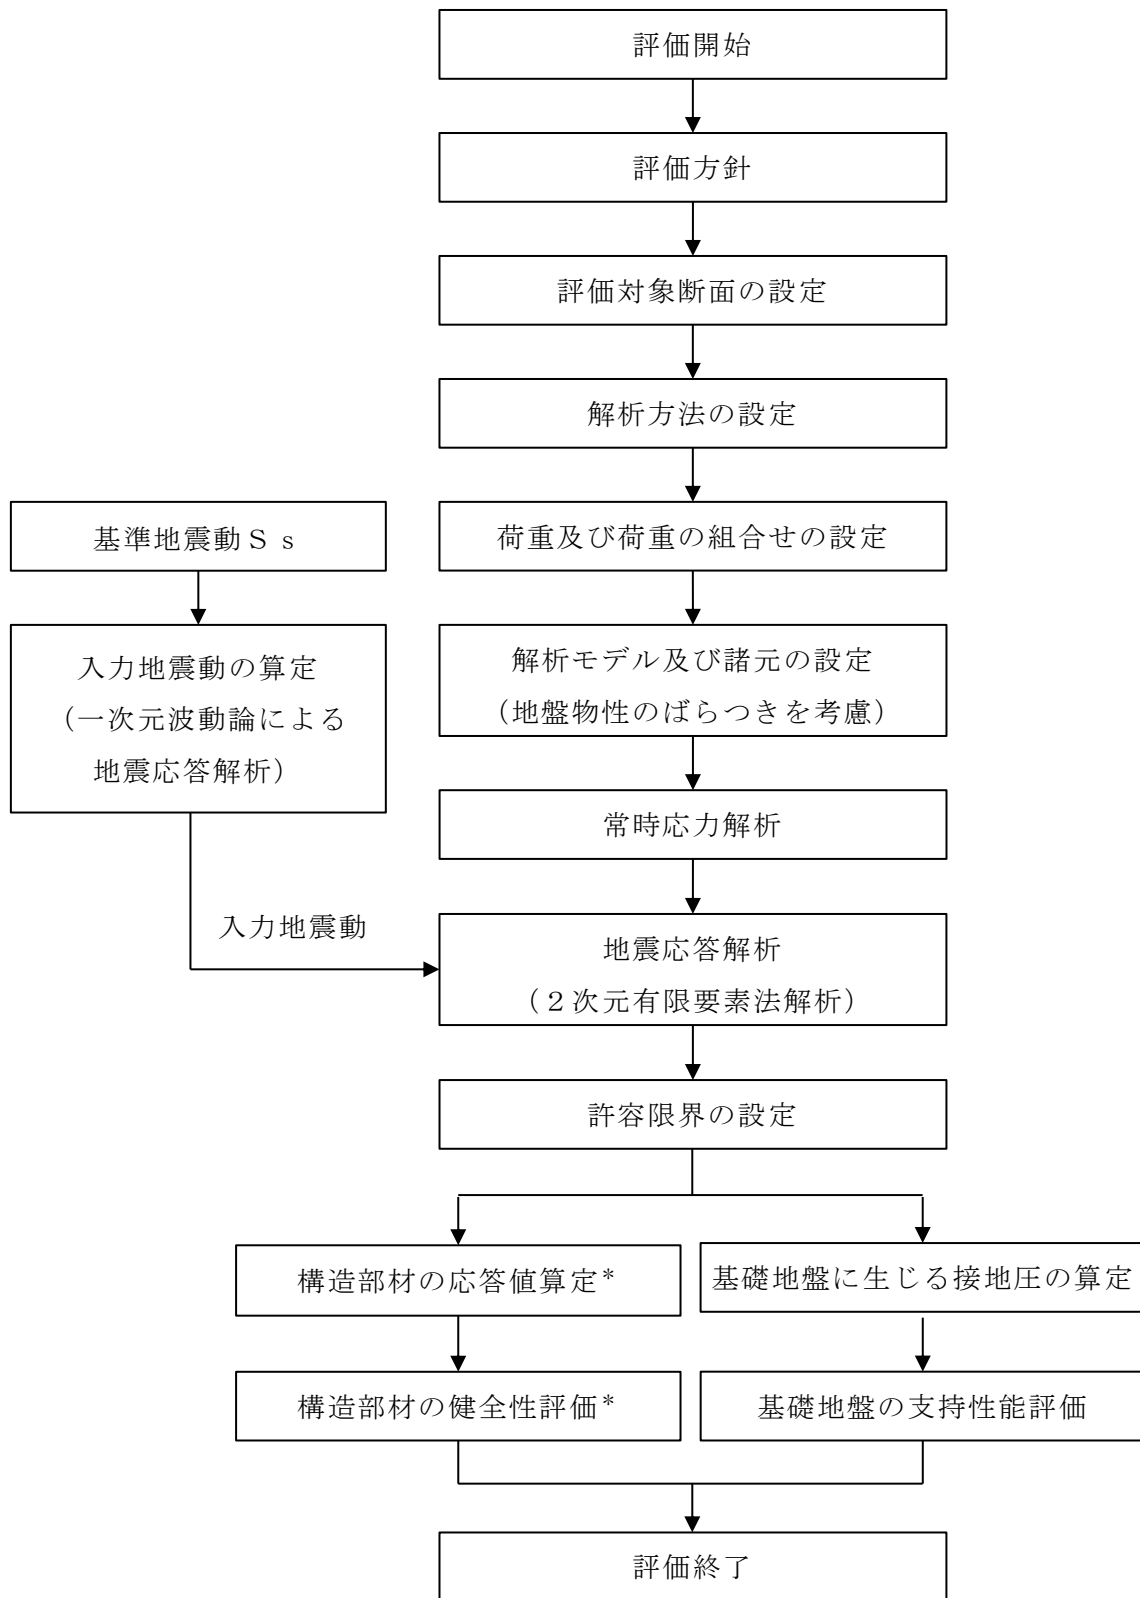 評価開始
評価方針
評価対象断面の設定
解析方法の設定
基準地震動Ｓｓ
荷重及び荷重の組合せの設定
入力地震動の算定
（一次元波動論による
地震応答解析）
解析モデル及び諸元の設定
（地盤物性のばらつきを考慮）
常時応力解析
入力地震動
地震応答解析
（２次元有限要素法解析）
許容限界の設定
構造部材の応答値算定*
基礎地盤に生じる接地圧の算定
構造部材の健全性評価*
基礎地盤の支持性能評価
評価終了